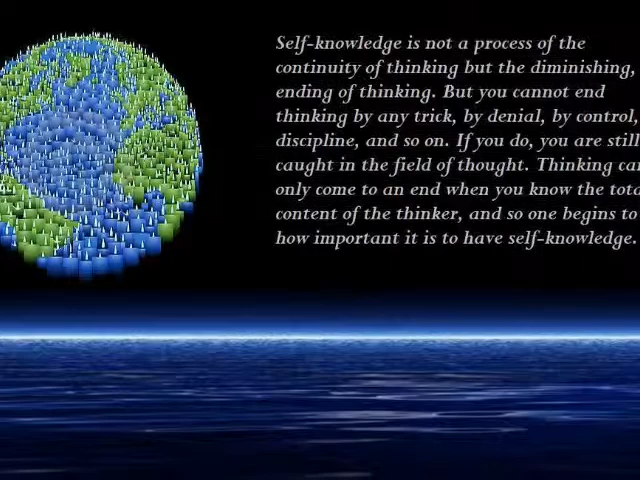 Self-knowledge is not a process of the
continuity of thinking but the diminishing,
ending of thinking. But you cannot end
thinking by any trick, by denial, by control,
discipline, and so on. If you do, you are still
caught in the field of thought. Thinking can
only come to an end when you know the tota
content of the thinker, and so one begins to
how important it is to have self-knowledge.